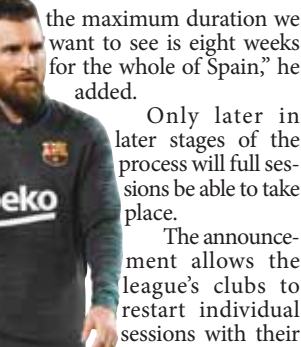 the maximum duration we
want to see is eight weeks
for the whole of Spain,” he
added.
Only later in
later stages of the
process will full ses-
sions be able to take
place.
The announce-
ment allows the
league’s clubs to
restart individual
sessions with their
beko